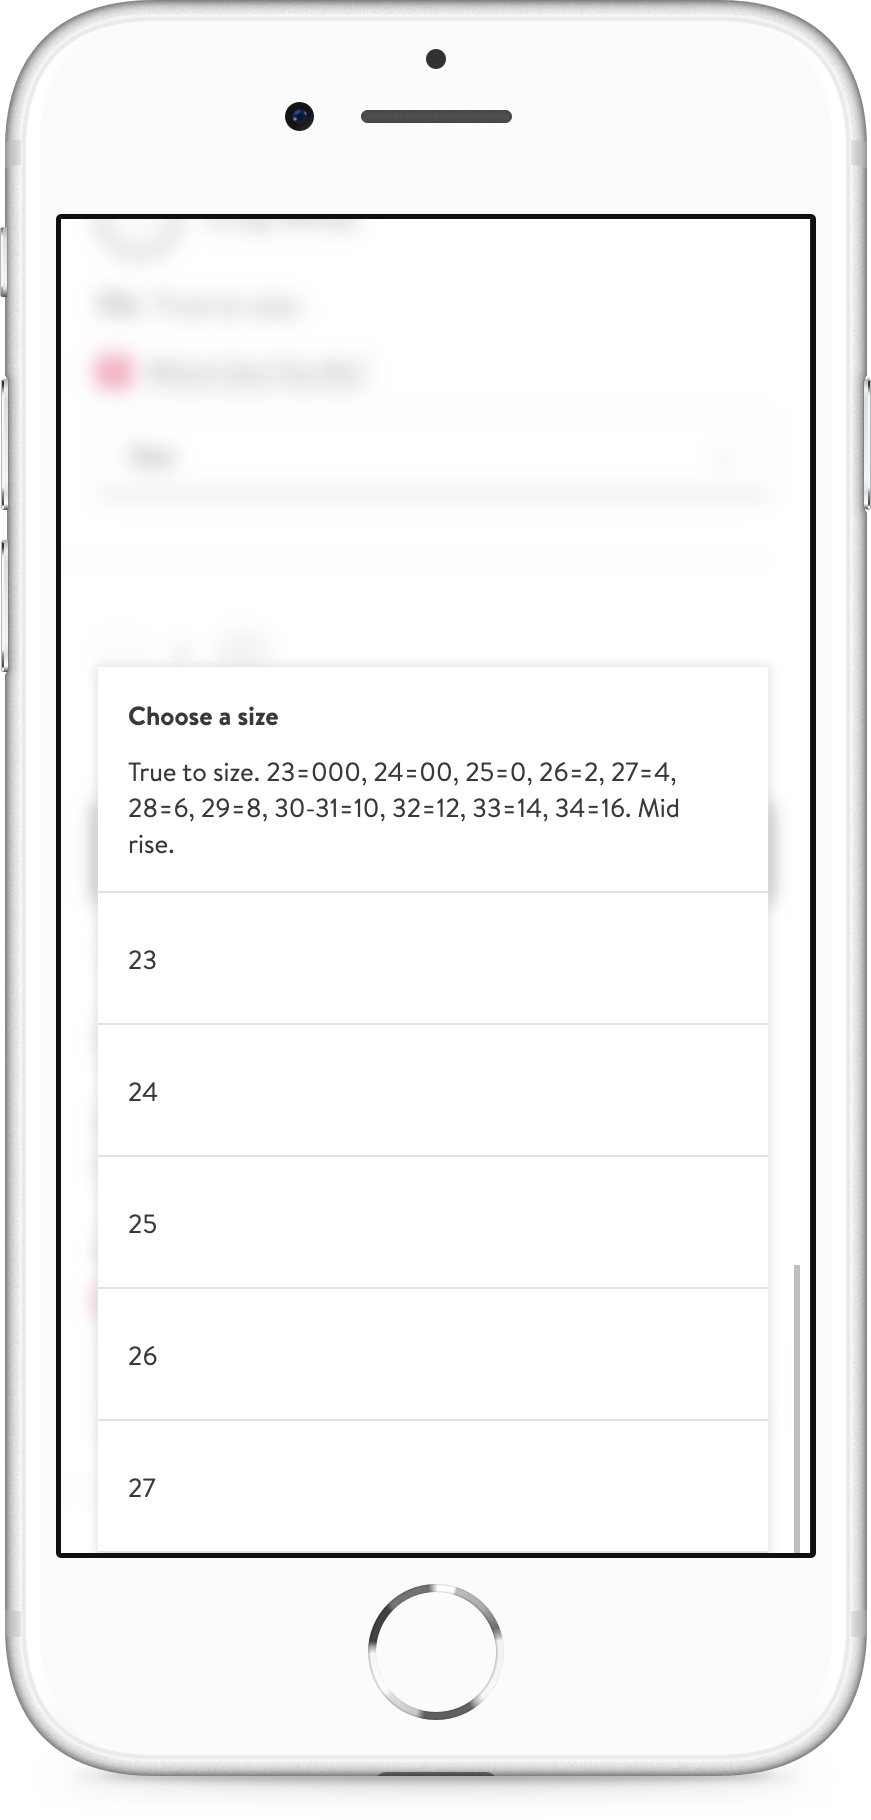 Choose a size
True to size. 23=000, 24=00, 25=0, 26=2, 27=4,
28=6, 29=8, 30-31=10, 32=12, 33=14, 34=16. Mid
rise.
23
24
25
26
27